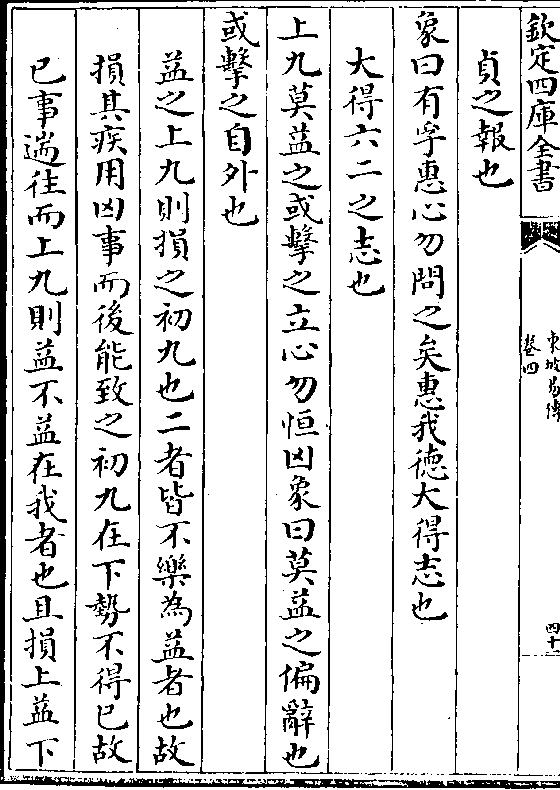 欽定四庫全書
東坡易傳
卷四
四十
貞之報也
象曰有孚惠心勿問之矣惠我德大得志也
大得六二之志也
上九莫益之或擊之立心勿恒凶象曰莫益之偏辭也
或擊之自外也
益之上九則損之初九也二者皆不樂為益者也故
損其疾用凶事而後能致之初九在下勢不得已故
已事遄往而上九則益不益在我者也且損上益下